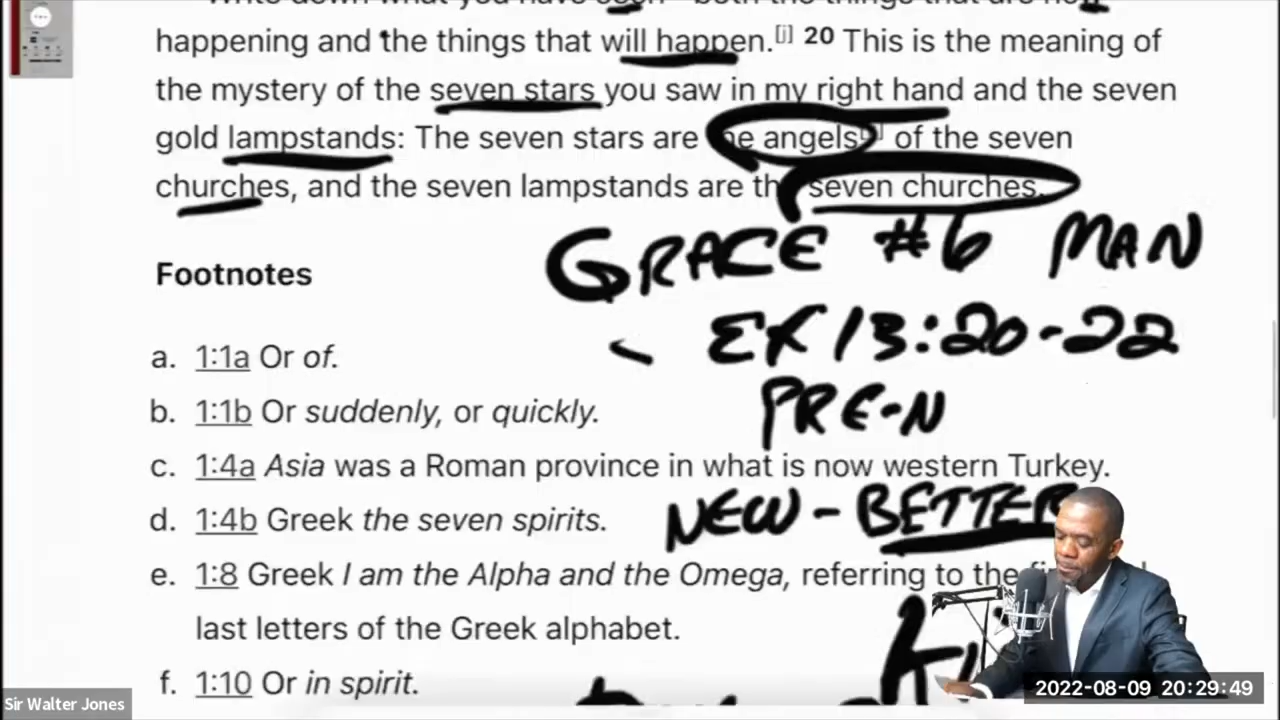 happening and the things that will happen.[i] 20 This is the meaning of
the mystery of the seven stars you saw in my right hand and the seven
gold lampstands: The seven stars are angels of the seven
churches, and the seven lampstands are seven churches.
GRACE #6 MAN
Footnotes
EX 13:20-22
a. 1:1a Or of.
PRE-N
b. 1:1b Or suddenly, or quickly.
c. 1:4a Asia was a Roman province in what is now western Turkey.
NEW - BETTER
d. 1:4b Greek the seven spirits.
e. 1:8 Greek I am the Alpha and the Omega, referring to the
last letters of the Greek alphabet.
f. 1:10 Or in spirit.
2022-08-09 20:29:49
Sir Walter Jones